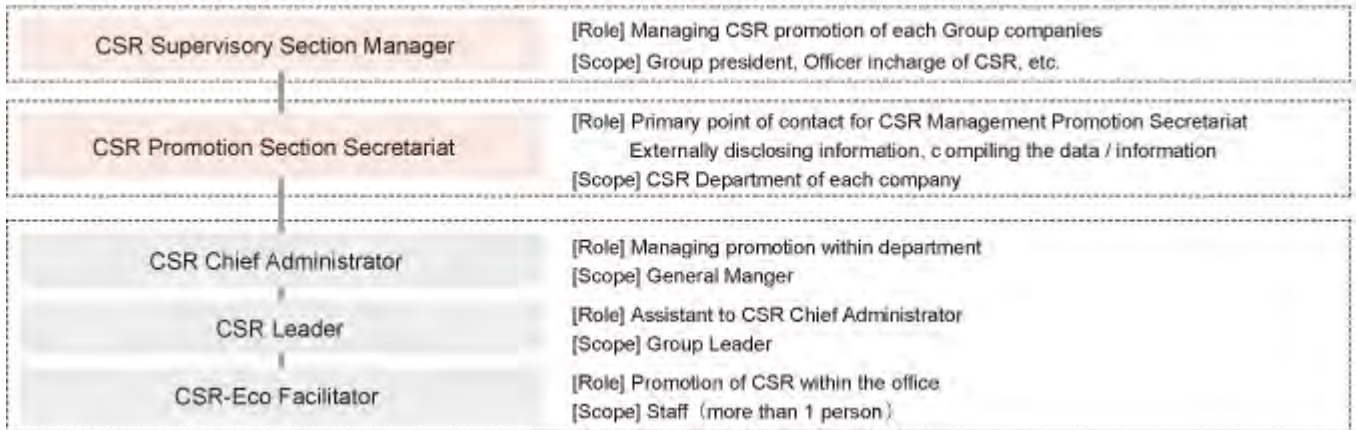 CSR Supervisory Section Manager
[Role] Managing CSR promotion of each Group companies
[Scope] Group president, Officer incharge of CSR, etc.
CSR Promotion Section Secretariat
[Role] Primary point of contact for CSR Management Promotion Secretariat
Externally disclosing information, c ompiling the data / information
[Scope] CSR Department of each company
CSR Chief Administrator
[Role] Managing promotion within department
[Scope] General Manger
CSR Leader
[Role] Assistant to CSR Chief Administrator
[Scope] Group Leader
CSR-Eco Facilitator
[Role] Promotion of CSR within the office
[Scope] Staff（more than 1 person）